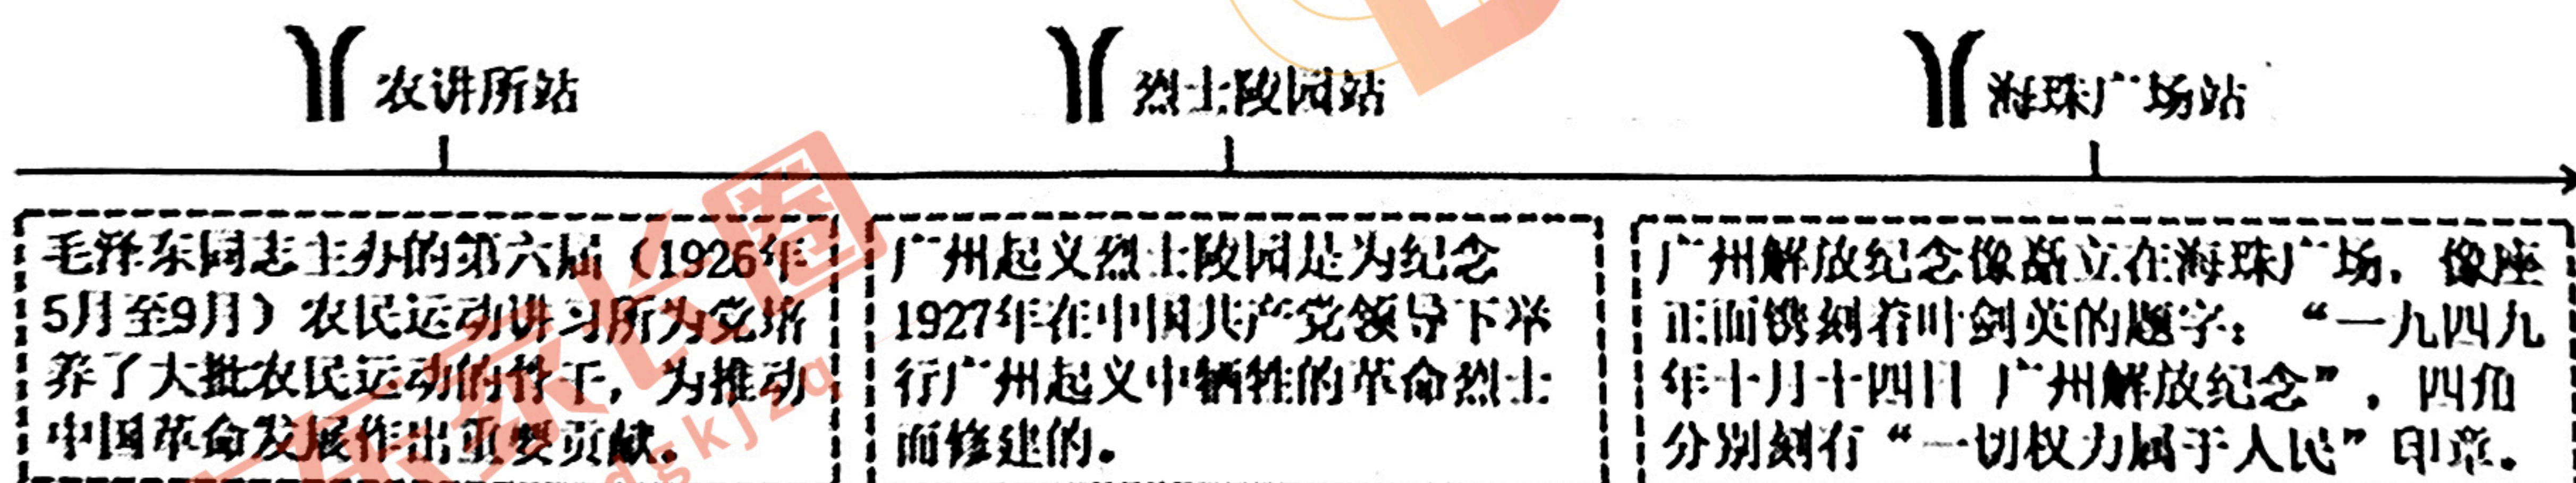 农讲所站
烈士陵园站
海珠广场站
毛泽东同志主办的第六届（1926年
5月至9月）农民运动讲习所为党培
养了大批农民运动的骨干，为推动
中国革命发展作出重要贡献。
广州起义烈士陵园是为纪念
1927年在中国共产党领导下举
行广州起义中牺牲的革命烈士
而修建的。
广州解放纪念像矗立在海珠广场，像座
正面镌刻着叶剑英的题字：“一九四九
年十月十四日 广州解放纪念”，四角
分别刻有“一切权力属于人民”印章。
家长圈
dgkjzq